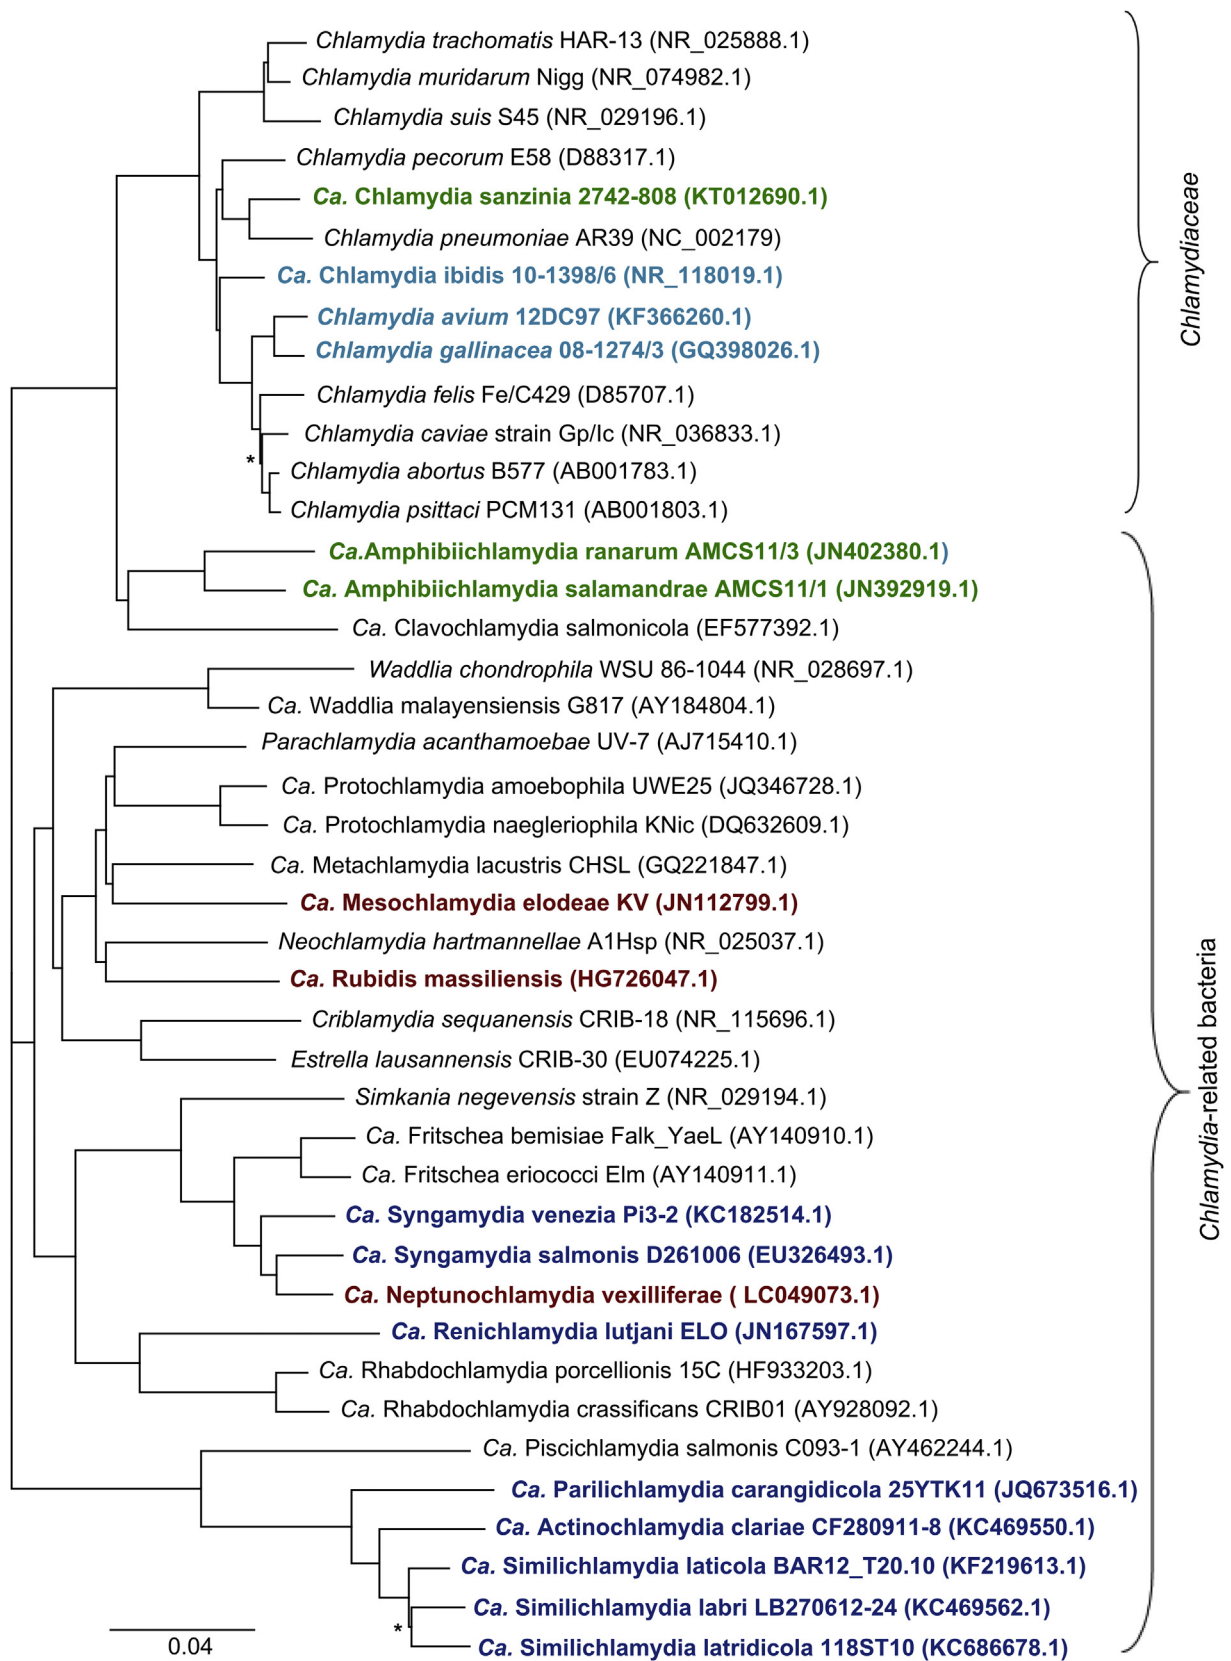 Chlamydia trachomatis HAR-13 (NR_025888.1)
Chlamydia muridarum Nigg (NR_074982.1)
Chlamydia suis S45 (NR_029196.1)
Chlamydia pecorum E58 (D88317.1)
Ca. Chlamydia sanzinia 2742-808 (KT012690.1)
Chlamydia pneumoniae AR39 (NC_002179)
Ca. Chlamydia ibidis 10-1398/6 (NR_118019.1)
Chlamydia avium 12DC97 (KF366260.1)
Chlamydia gallinacea 08-1274/3 (GQ398026.1)
Chlamydia felis Fe/C429 (D85707.1)
Chlamydia caviae strain Gp/Ic (NR_036833.1)
*
Chlamydia abortus B577 (AB001783.1)
Chlamydia psittaci PCM131 (AB001803.1)
Chlamydiaceae
Ca.Amphibiichlamydia ranarum AMCS11/3 (JN402380.1)
Ca. Amphibiichlamydia salamandrae AMCS11/1 (JN392919.1)
Ca. Clavochlamydia salmonicola (EF577392.1)
Waddlia chondrophila WSU 86-1044 (NR_028697.1)
Ca. Waddlia malayensiensis G817 (AY184804.1)
Parachlamydia acanthamoebae UV-7 (AJ715410.1)
Ca. Protochlamydia amoebophila UWE25 (JQ346728.1)
Ca. Protochlamydia naegleriophila KNic (DQ632609.1)
Ca. Metachlamydia lacustris CHSL (GQ221847.1)
Ca. Mesochlamydia elodeae KV (JN112799.1)
Neochlamydia hartmannellae A1Hsp (NR_025037.1)
Ca. Rubidis massiliensis (HG726047.1)
Criblamydia sequanensis CRIB-18 (NR_115696.1)
Estrella lausannensis CRIB-30 (EU074225.1)
Simkania negevensis strain Z (NR_029194.1)
Ca. Fritschea bemisiae Falk_YaeL (AY140910.1)
Ca. Fritschea eriococci Elm (AY140911.1)
Ca. Syngamydia venezia Pi3-2 (KC182514.1)
Ca. Syngamydia salmonis D261006 (EU326493.1)
Ca. Neptunochlamydia vexilliferae ( LC049073.1)
Ca. Renichlamydia lutjani ELO (JN167597.1)
Ca. Rhabdochlamydia porcellionis 15C (HF933203.1)
Ca. Rhabdochlamydia crassificans CRIB01 (AY928092.1)
Ca. Piscichlamydia salmonis C093-1 (AY462244.1)
Ca. Parilichlamydia carangidicola 25YTK11 (JQ673516.1)
Ca. Actinochlamydia clariae CF280911-8 (KC469550.1)
Ca. Similichlamydia laticola BAR12_T20.10 (KF219613.1)
Ca. Similichlamydia labri LB270612-24 (KC469562.1)
*
Ca. Similichlamydia latridicola 118ST10 (KC686678.1)
Chlamydia-related bacteria
0.04